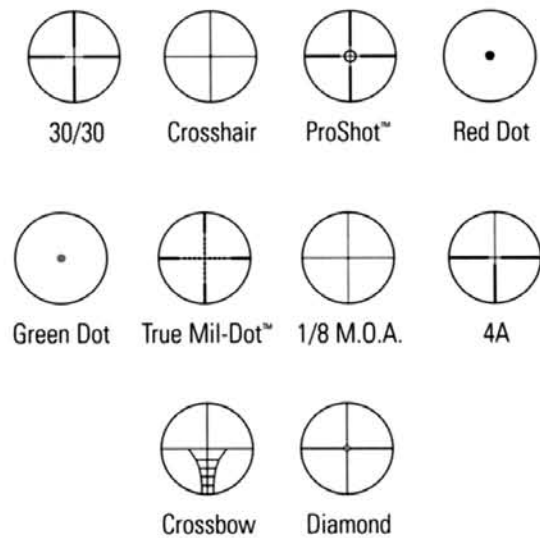 30/30 Crosshair ProShot™ Red Dot
Green Dot True Mil-Dot™ 1/8 M.O.A. 4A
Crossbow Diamond